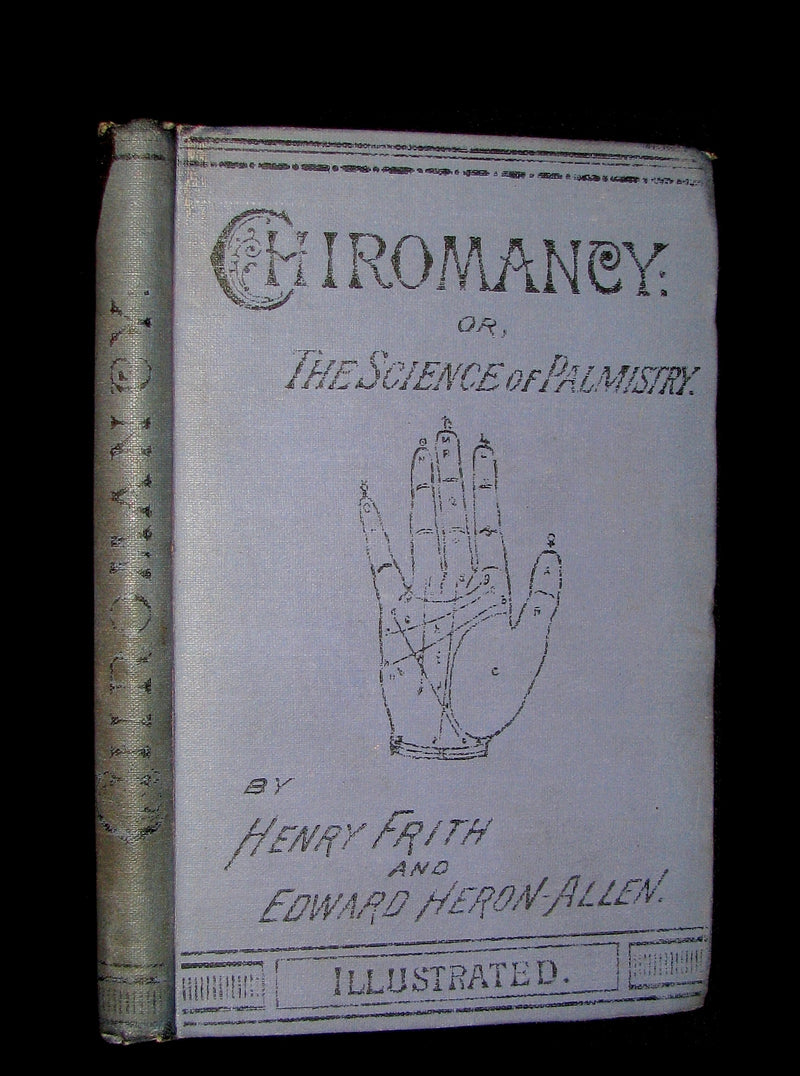 CHIROMANCY:
OR,
THE SCIENCE OF PALMISTRY.
BY
HENRY FRITH
AND
EDWARD HERON-ALLEN.
ILLUSTRATED.
CHIROMANCY.